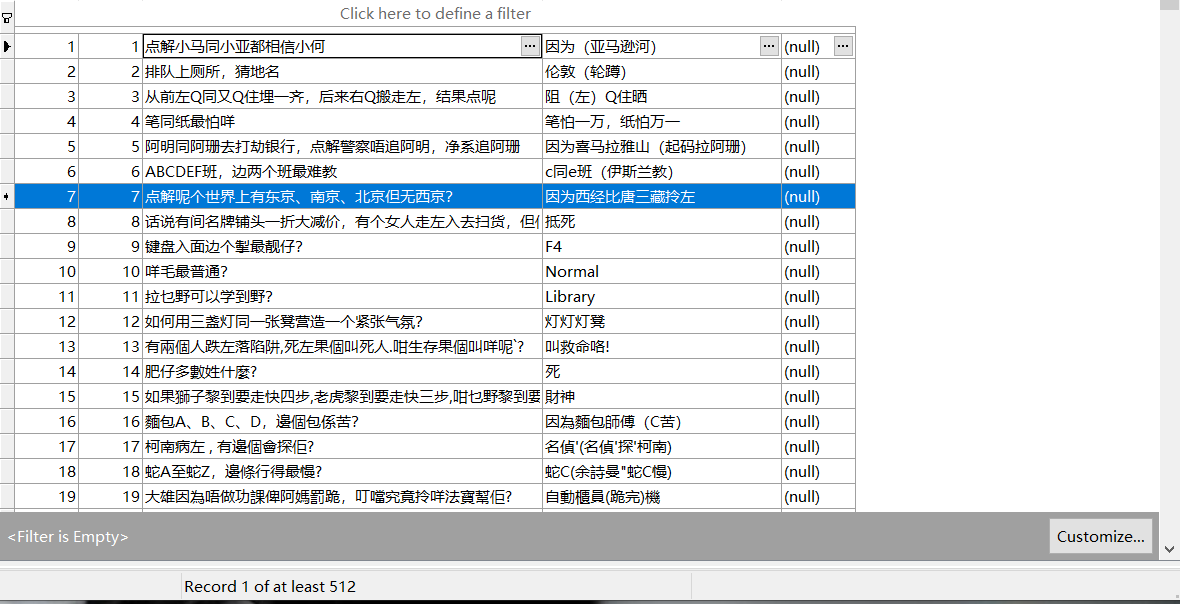 Click here to define a filter
1 1 点解小马同小亚都相信小何 ... 因为（亚马逊河） ... (null) ...
2 2 排队上厕所，猜地名 伦敦（轮蹲） (null)
3 3 从前左Q同又Q住埋一齐，后来右Q搬走左，结果点呢 阻（左）Q住晒 (null)
4 4 笔同纸最怕咩 笔怕一万，纸怕万一 (null)
5 5 阿明同阿珊去打劫银行，点解警察唔追阿明，净系追阿珊 因为喜马拉雅山（起码拉阿珊） (null)
6 6 ABCDEF班，边两个班最难教 c同e班（伊斯兰教） (null)
7 7 点解呢个世界上有东京、南京、北京但无西京? 因为西经比唐三藏拎左 (null)
8 8 话说有间名牌铺头一折大减价，有个女人走左入去扫货，但 抵死 (null)
9 9 键盘入面边个掣最靓仔? F4 (null)
10 10 咩毛最普通? Normal (null)
11 11 拉乜野可以学到野? Library (null)
12 12 如何用三盏灯同一张凳营造一个紧张气氛? 灯灯灯凳 (null)
13 13 有兩個人跌左落陷阱,死左果個叫死人.咁生存果個叫咩呢`? 叫救命咯! (null)
14 14 肥仔多數姓什麼? 死 (null)
15 15 如果獅子黎到要走快四步,老虎黎到要走快三步,咁乜野黎到要 財神 (null)
16 16 麵包A、B、C、D，邊個包係苦? 因為麵包師傅（C苦） (null)
17 17 柯南病左 , 有邊個會探佢? 名偵'(名偵'探'柯南) (null)
18 18 蛇A至蛇Z，邊條行得最慢? 蛇C(余詩曼"蛇C慢) (null)
19 19 大雄因為唔做功課俾阿媽罰跪，叮噹究竟拎咩法寶幫佢? 自動櫃員(跪完)機 (null)
<Filter is Empty> Customize...
Record 1 of at least 512